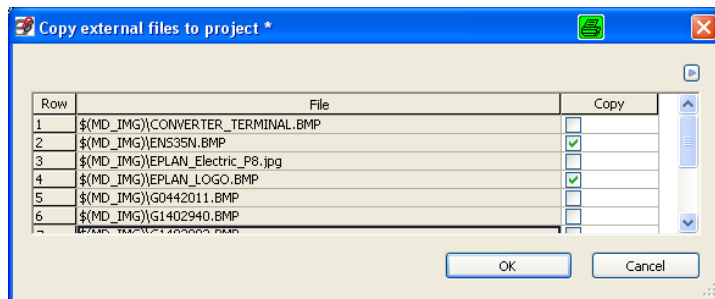 Copy external files to project *
Row File Copy
1 $(MD_IMG)\CONVERTER_TERMINAL.BMP
2 $(MD_IMG)\ENS35N.BMP
3 $(MD_IMG)\EPLAN_Electric_P8.jpg
4 $(MD_IMG)\EPLAN_LOGO.BMP
5 $(MD_IMG)\G0442011.BMP
6 $(MD_IMG)\G1402940.BMP
OK Cancel